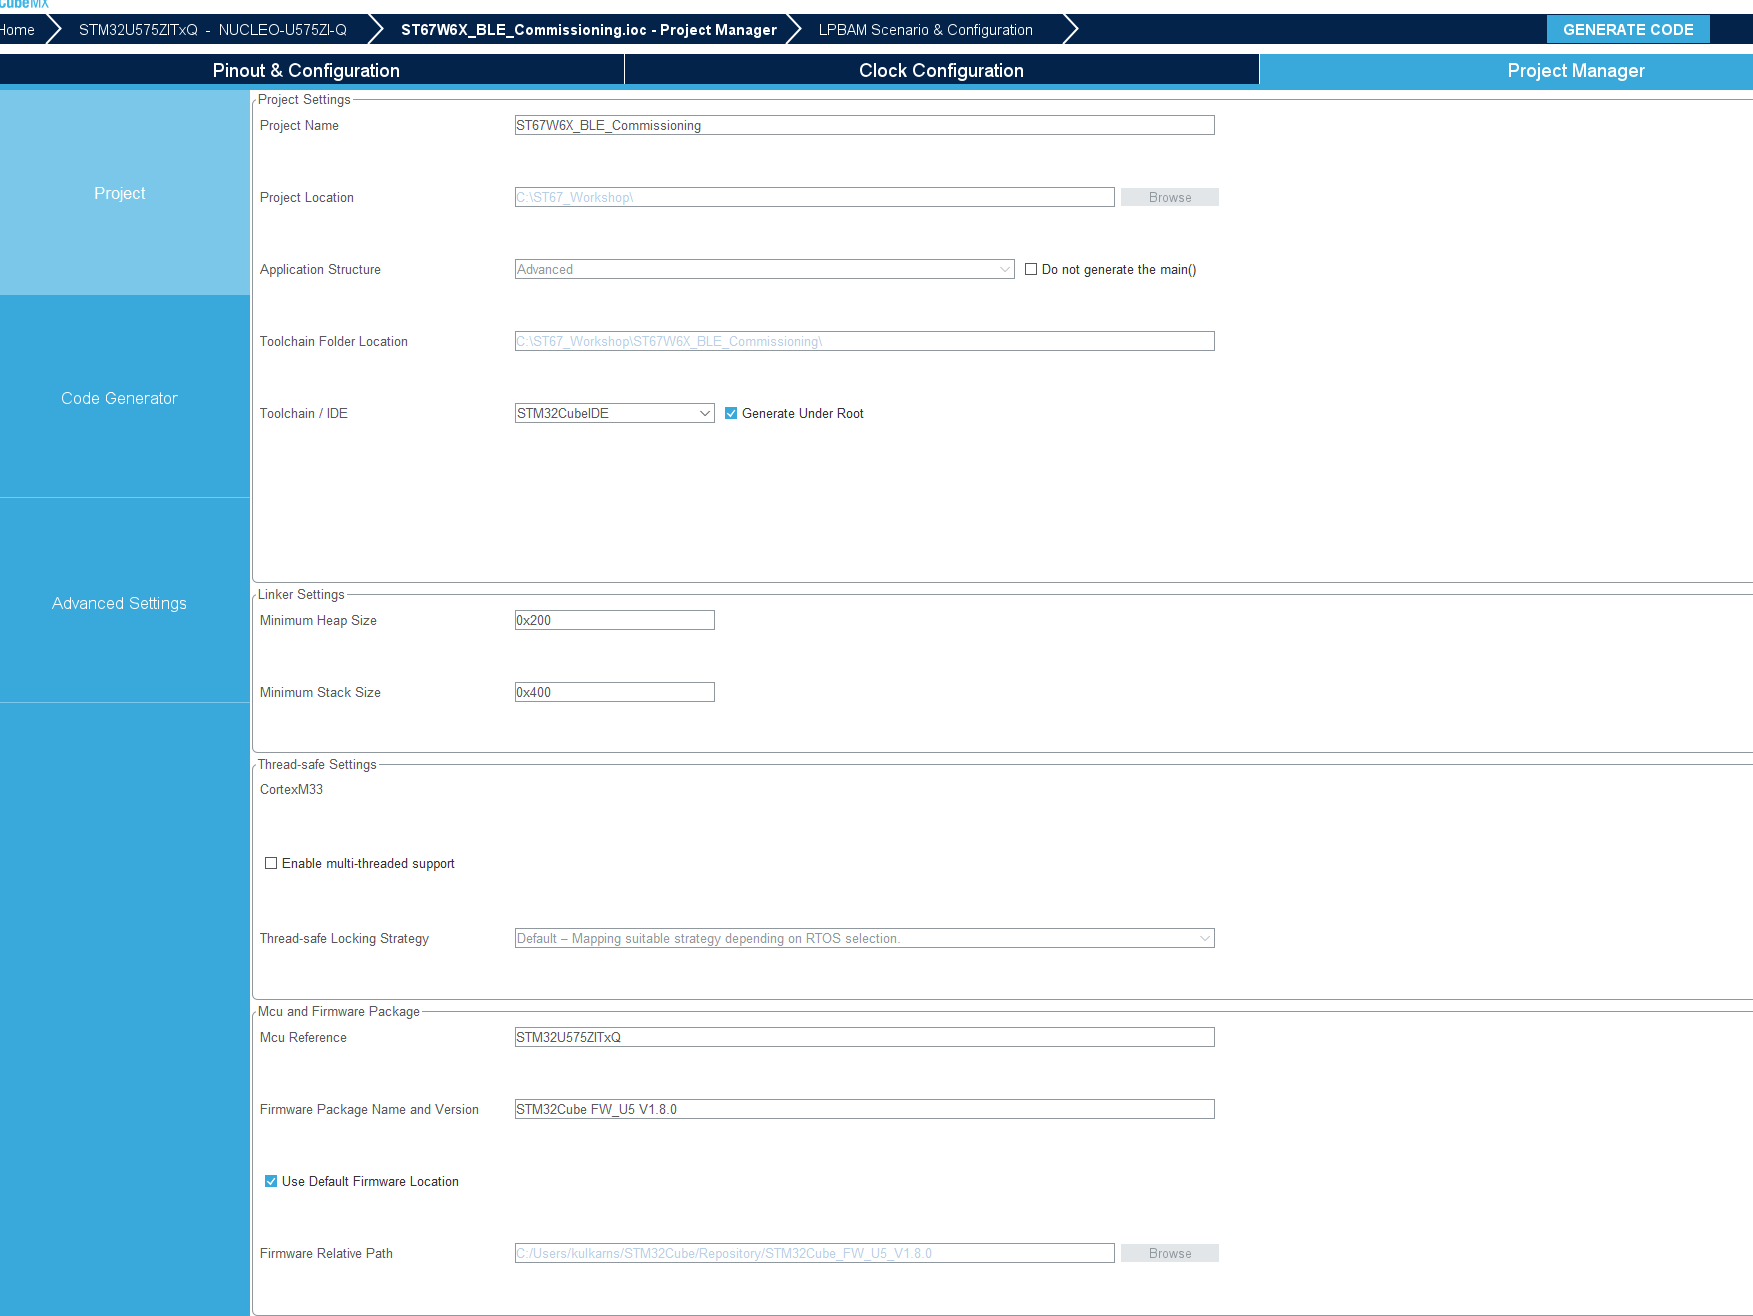 CubeMX
Home STM32U575ZITxQ - NUCLEO-U575ZI-Q ST67W6X_BLE_Commissioning.ioc - Project Manager LPBAM Scenario & Configuration GENERATE CODE
Pinout & Configuration Clock Configuration Project Manager
Project
Code Generator
Advanced Settings
Project Settings
Project Name ST67W6X_BLE_Commissioning
Project Location C:\ST67_Workshop\ Browse
Application Structure Advanced Do not generate the main()
Toolchain Folder Location C:\ST67_Workshop\ST67W6X_BLE_Commissioning\
Toolchain / IDE STM32CubeIDE Generate Under Root
Linker Settings
Minimum Heap Size 0x200
Minimum Stack Size 0x400
Thread-safe Settings
CortexM33
Enable multi-threaded support
Thread-safe Locking Strategy Default – Mapping suitable strategy depending on RTOS selection.
Mcu and Firmware Package
Mcu Reference STM32U575ZITxQ
Firmware Package Name and Version STM32Cube FW_U5 V1.8.0
Use Default Firmware Location
Firmware Relative Path C:/Users/kulkarns/STM32Cube/Repository/STM32Cube_FW_U5_V1.8.0 Browse